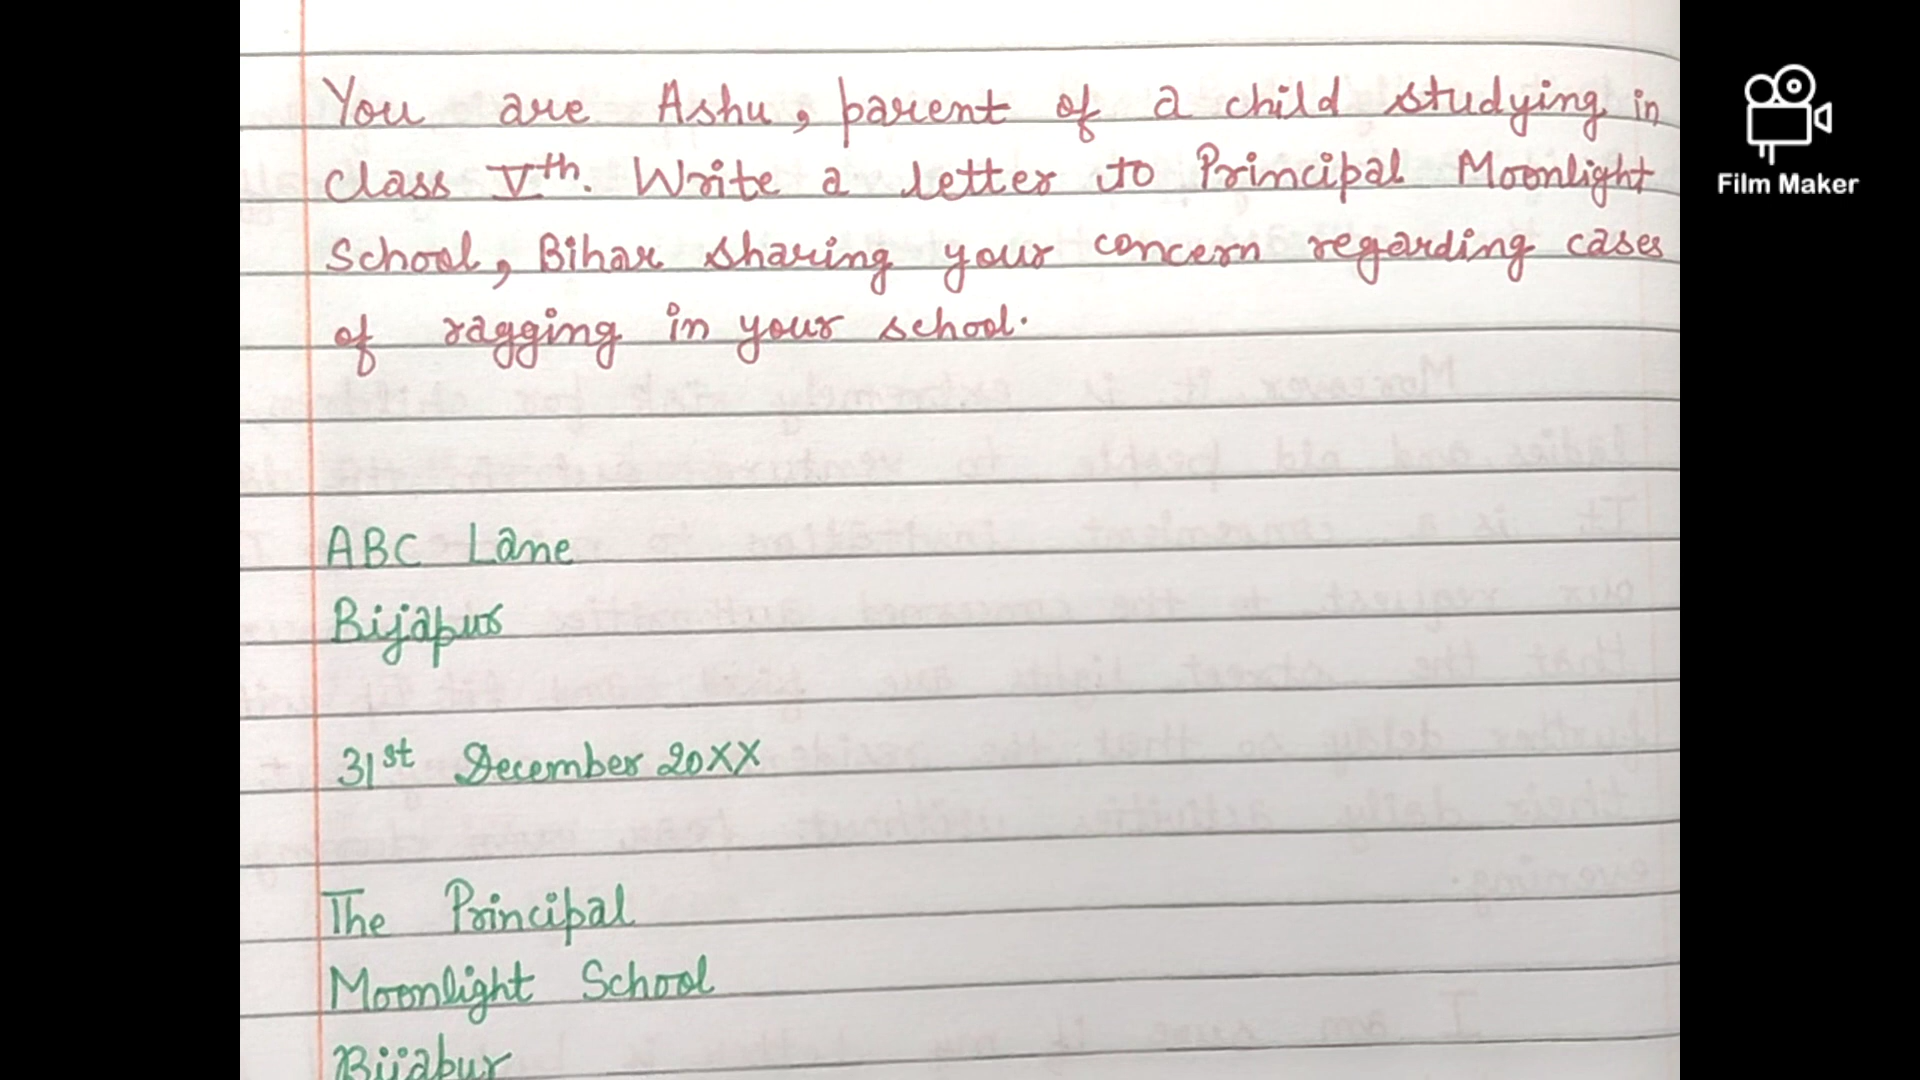 You are Ashu, parent of a child studying in
class Vth. Write a letter to Principal Moonlight
School, Bihar sharing your concern regarding cases
of ragging in your school.
Film Maker
ABC Lane
Bijapur
31st December 20XX
The Principal
Moonlight School
Bijapur